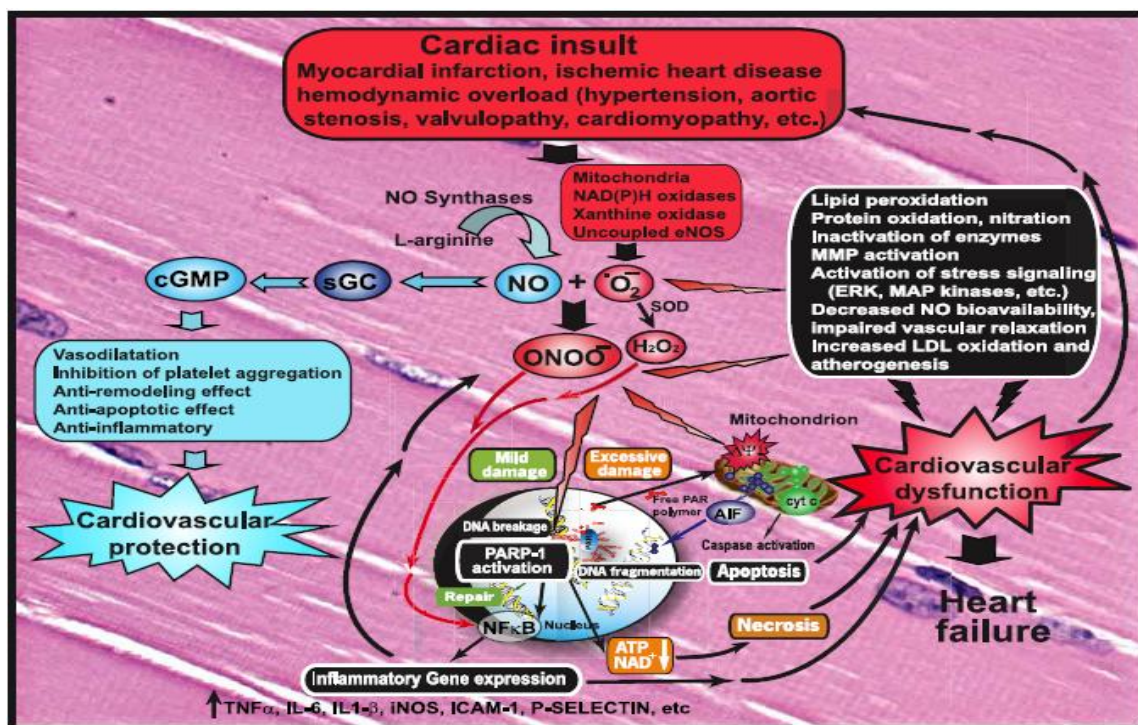 Cardiac insult
Myocardial infarction, ischemic heart disease
hemodynamic overload (hypertension, aortic
stenosis, valvulopathy, cardiomyopathy, etc.)
Mitochondria
NAD(P)H oxidases
Xanthine oxidase
Uncoupled eNOS
NO Synthases
L-arginine
cGMP
sGC
NO + •O2−
SOD
ONOO−
H2O2
Vasodilatation
Inhibition of platelet aggregation
Anti-remodeling effect
Anti-apoptotic effect
Anti-inflammatory
Cardiovascular
protection
Lipid peroxidation
Protein oxidation, nitration
Inactivation of enzymes
MMP activation
Activation of stress signaling
(ERK, MAP kinases, etc.)
Decreased NO bioavailability,
impaired vascular relaxation
Increased LDL oxidation and
atherogenesis
Mitochondrion
Ψ
cyt c
AIF
Free PAR
polymer
Caspase activation
Mild
damage
Excessive
damage
DNA breakage
PARP-1
activation
DNA fragmentation
Apoptosis
Repair
NFκB
Nucleus
ATP
NAD+
Necrosis
Cardiovascular
dysfunction
Heart
failure
Inflammatory Gene expression
↑TNFα, IL-6, IL1-β, iNOS, ICAM-1, P-SELECTIN, etc